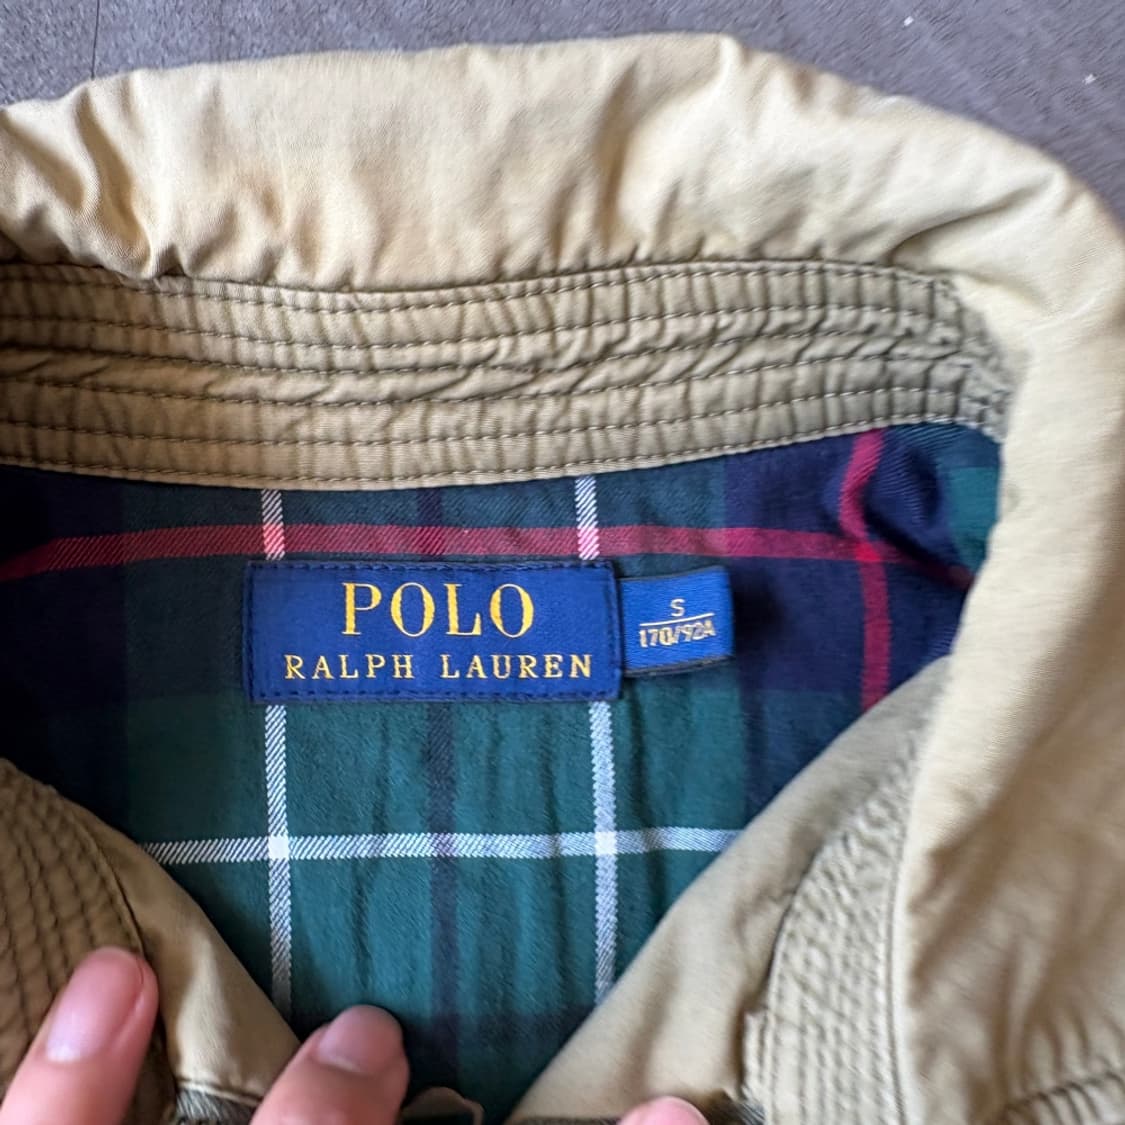 POLO
RALPH LAUREN
S
170/92A